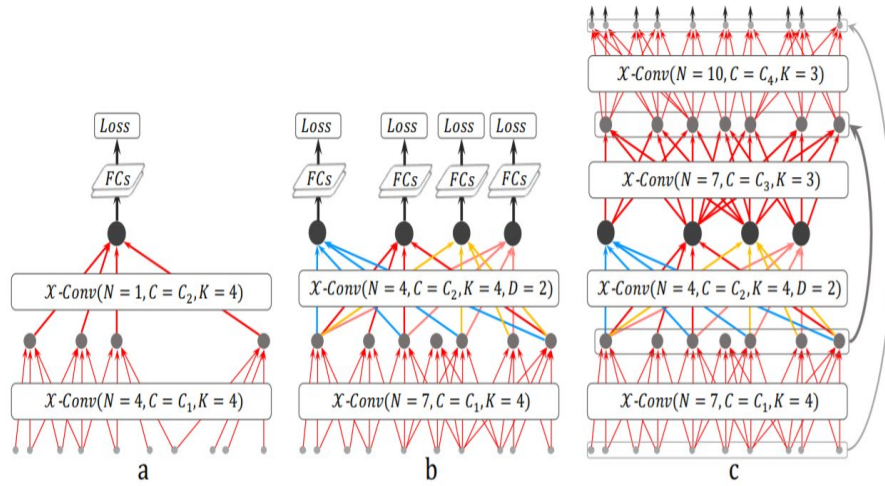 Loss
FCs
𝒳-Conv(N = 1, C = C₂, K = 4)
𝒳-Conv(N = 4, C = C₁, K = 4)
a
Loss Loss Loss Loss
FCs FCs FCs FCs
𝒳-Conv(N = 4, C = C₂, K = 4, D = 2)
𝒳-Conv(N = 7, C = C₁, K = 4)
b
𝒳-Conv(N = 10, C = C₄, K = 3)
𝒳-Conv(N = 7, C = C₃, K = 3)
𝒳-Conv(N = 4, C = C₂, K = 4, D = 2)
𝒳-Conv(N = 7, C = C₁, K = 4)
c